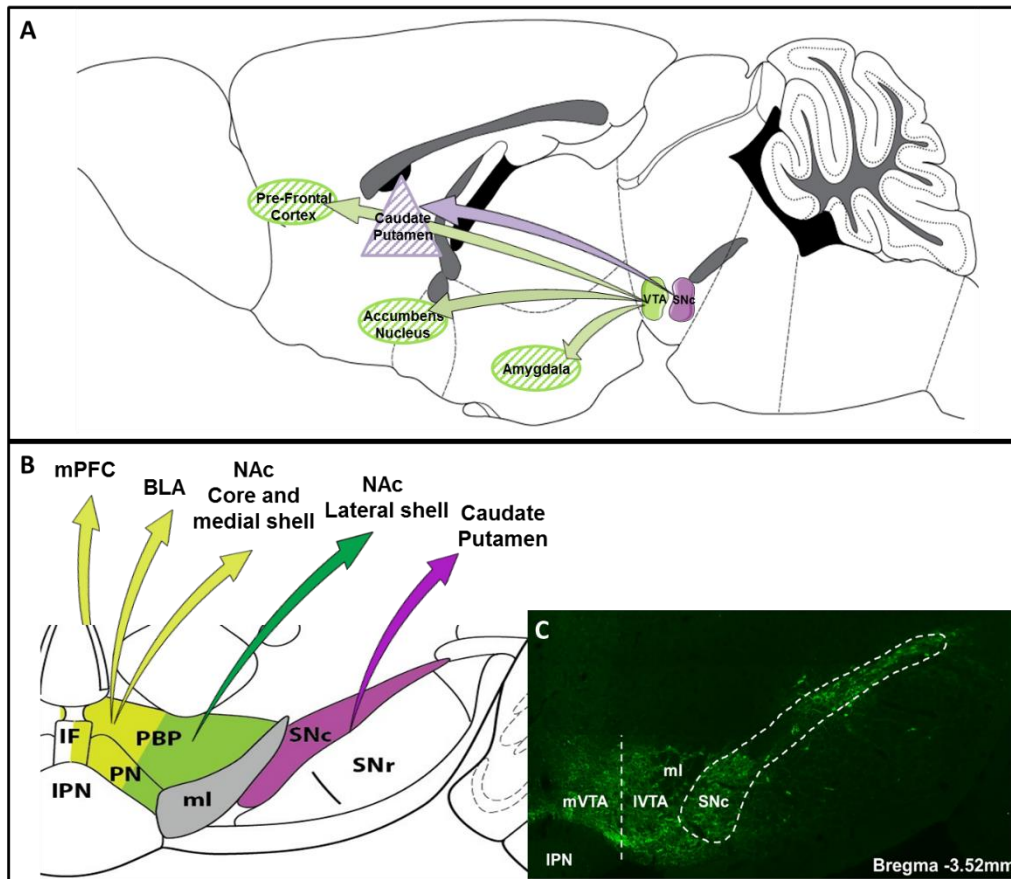 A
Pre-Frontal
Cortex
Caudate
Putamen
VTA
SNc
Accumbens
Nucleus
Amygdala
B
mPFC
BLA
NAc
Core and
medial shell
NAc
Lateral shell
Caudate
Putamen
IF
PBP
PN
IPN
ml
SNc
SNr
C
ml
mVTA
lVTA
SNc
IPN
Bregma -3.52mm